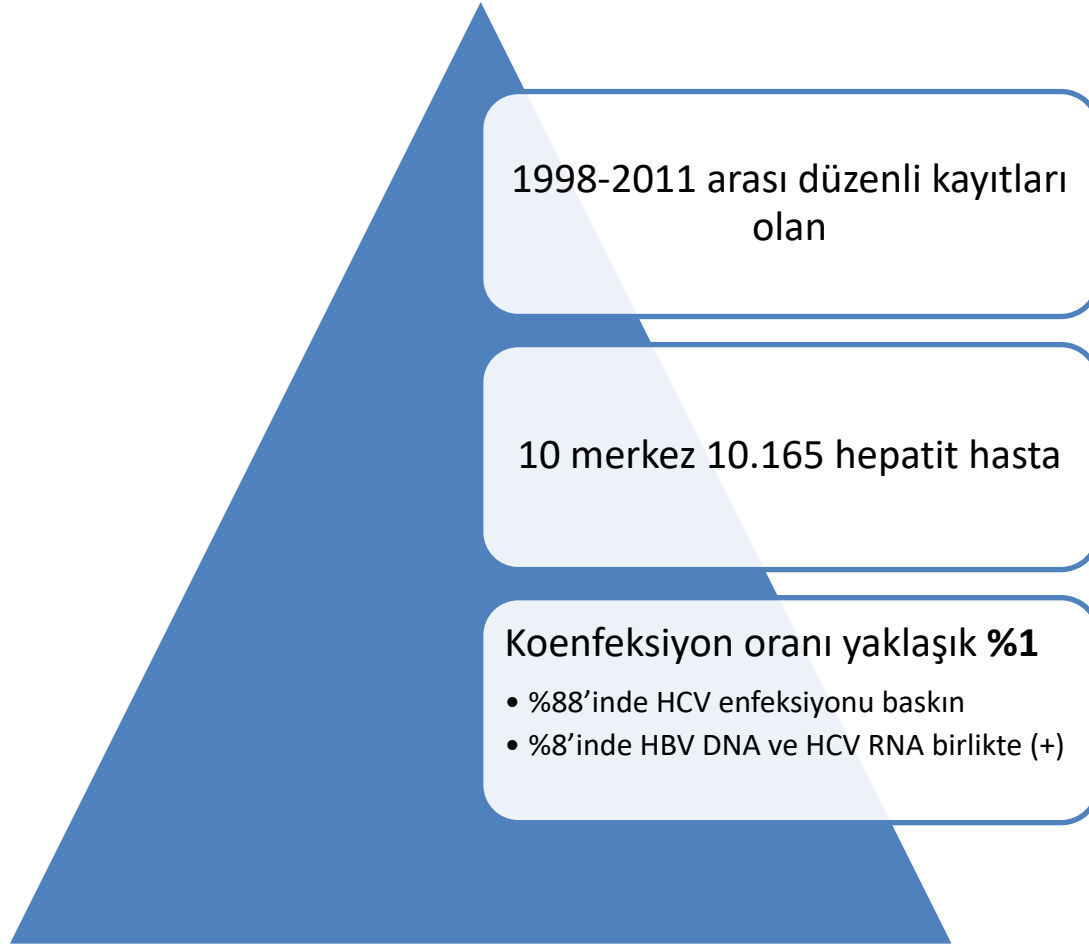 1998-2011 arası düzenli kayıtları
olan
10 merkez 10.165 hepatit hasta
Koenfeksiyon oranı yaklaşık %1
• %88’inde HCV enfeksiyonu baskın
• %8’inde HBV DNA ve HCV RNA birlikte (+)